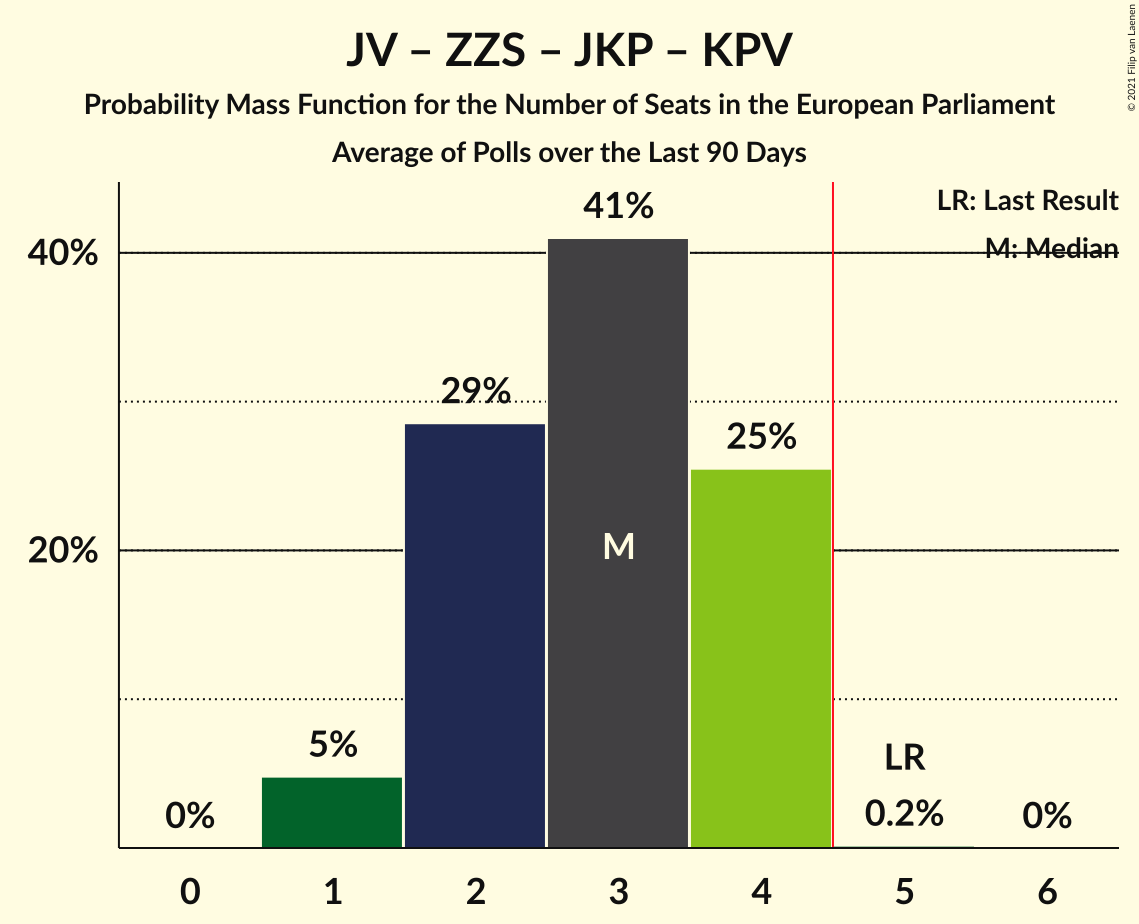 JV – ZZS – JKP – KPV
Probability Mass Function for the Number of Seats in the European Parliament
Average of Polls over the Last 90 Days
© 2021 Filip van Laenen
LR: Last Result
M: Median
40%
20%
0%
5%
29%
41%
M
25%
LR
0.2%
0%
0 1 2 3 4 5 6